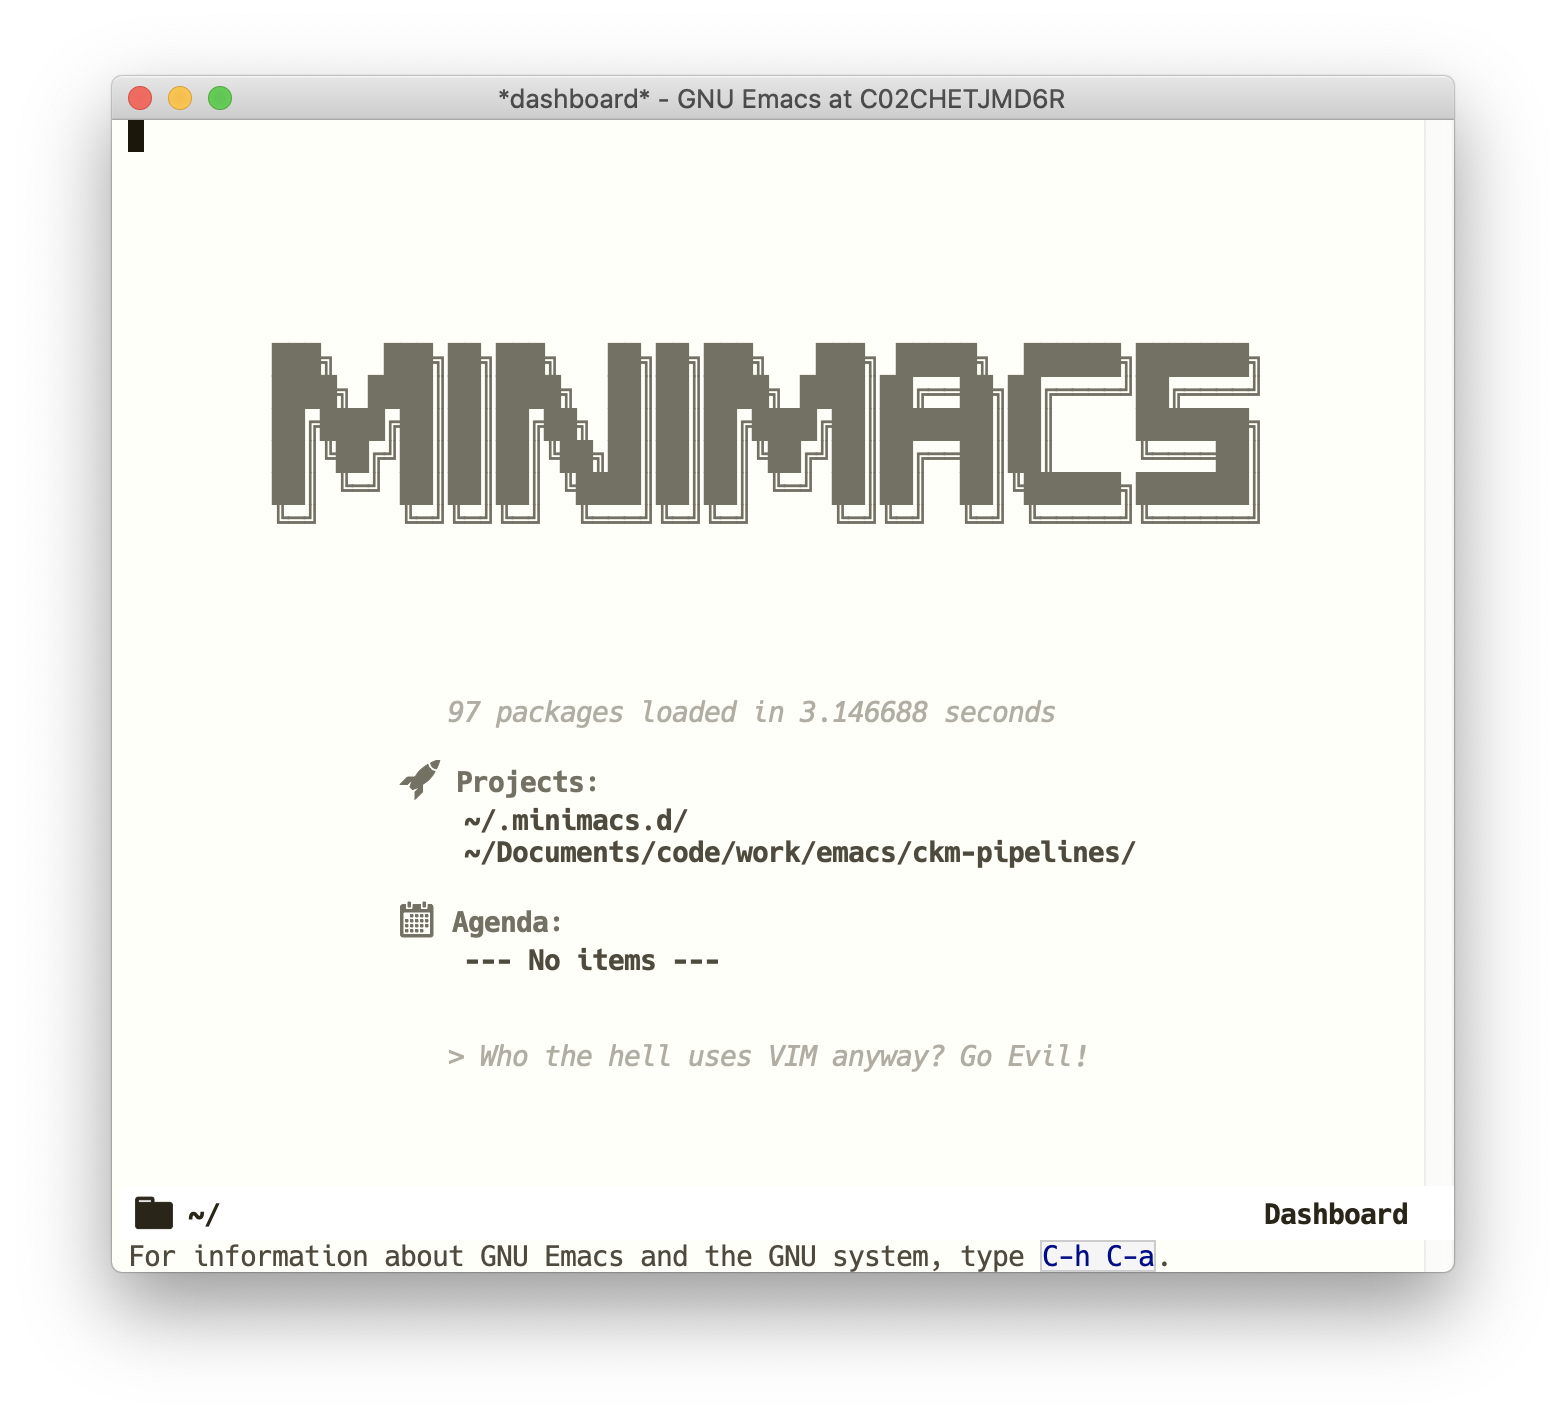 *dashboard* - GNU Emacs at C02CHETJMD6R
MINIMACS
97 packages loaded in 3.146688 seconds
Projects:
~/.minimacs.d/
~/Documents/code/work/emacs/ckm-pipelines/
Agenda:
--- No items ---
> Who the hell uses VIM anyway? Go Evil!
~/ Dashboard
For information about GNU Emacs and the GNU system, type C-h C-a.